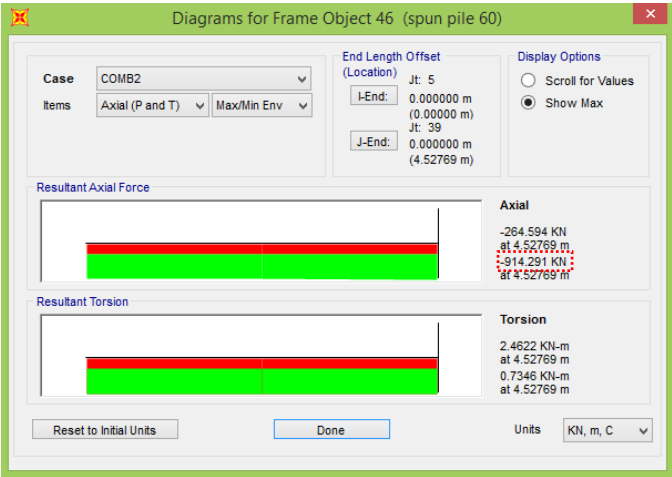 Diagrams for Frame Object 46 (spun pile 60)
Case COMB2
Items Axial (P and T) Max/Min Env
End Length Offset
(Location)
Jt: 5
I-End: 0.000000 m
(0.00000 m)
Jt: 39
J-End: 0.000000 m
(4.52769 m)
Display Options
Scroll for Values
Show Max
Resultant Axial Force
Axial
-264.594 KN
at 4.52769 m
-914.291 KN
at 4.52769 m
Resultant Torsion
Torsion
2.4622 KN-m
at 4.52769 m
0.7346 KN-m
at 4.52769 m
Reset to Initial Units
Done
Units KN, m, C